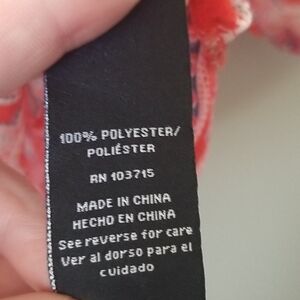 100% POLYESTER/
POLIÉSTER
RN 103715
MADE IN CHINA
HECHO EN CHINA
See reverse for care
Ver al dorso para el
cuidado